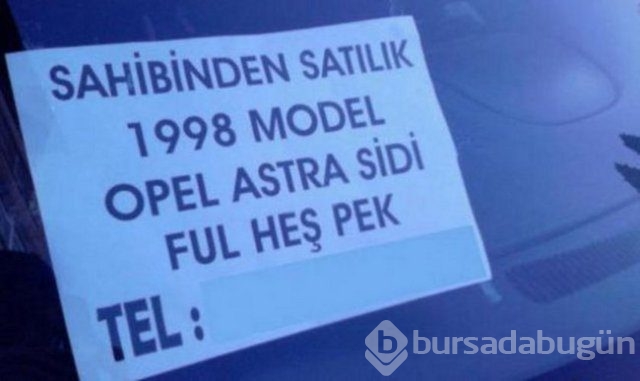 SAHİBİNDEN SATILIK
1998 MODEL
OPEL ASTRA SİDİ
FUL HEŞ PEK
TEL :
b bursadabugün